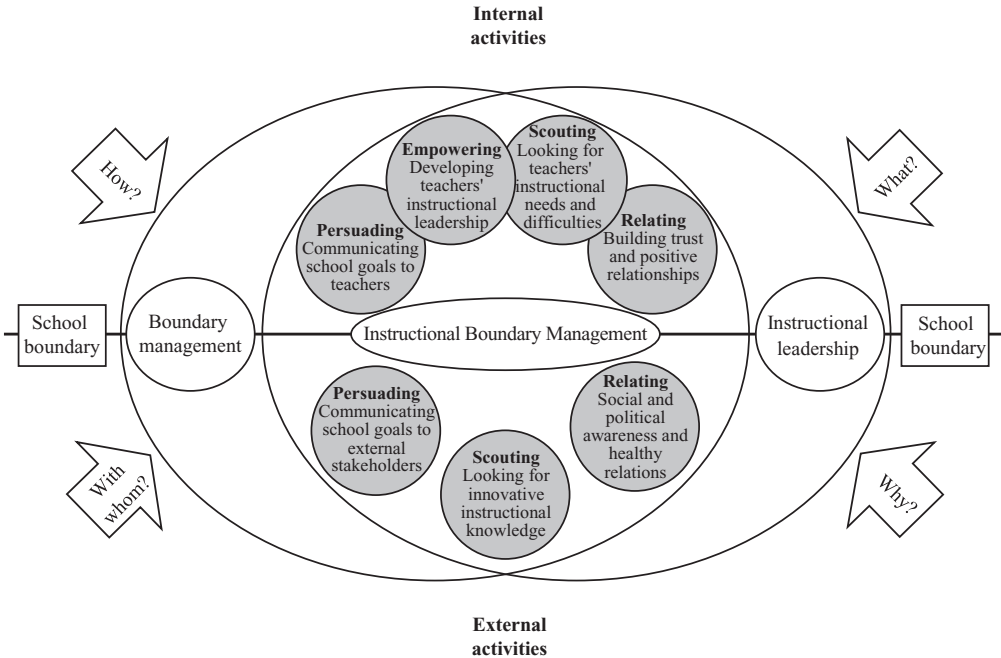 Internal
activities
How?
What?
Empowering
Developing
teachers'
instructional
leadership
Scouting
Looking for
teachers'
instructional
needs and
difficulties
Persuading
Communicating
school goals to
teachers
Relating
Building trust
and positive
relationships
School
boundary
Boundary
management
Instructional Boundary Management
Instructional
leadership
School
boundary
Persuading
Communicating
school goals to
external
stakeholders
Scouting
Looking for
innovative
instructional
knowledge
Relating
Social and
political
awareness and
healthy
relations
With
whom?
Why?
External
activities